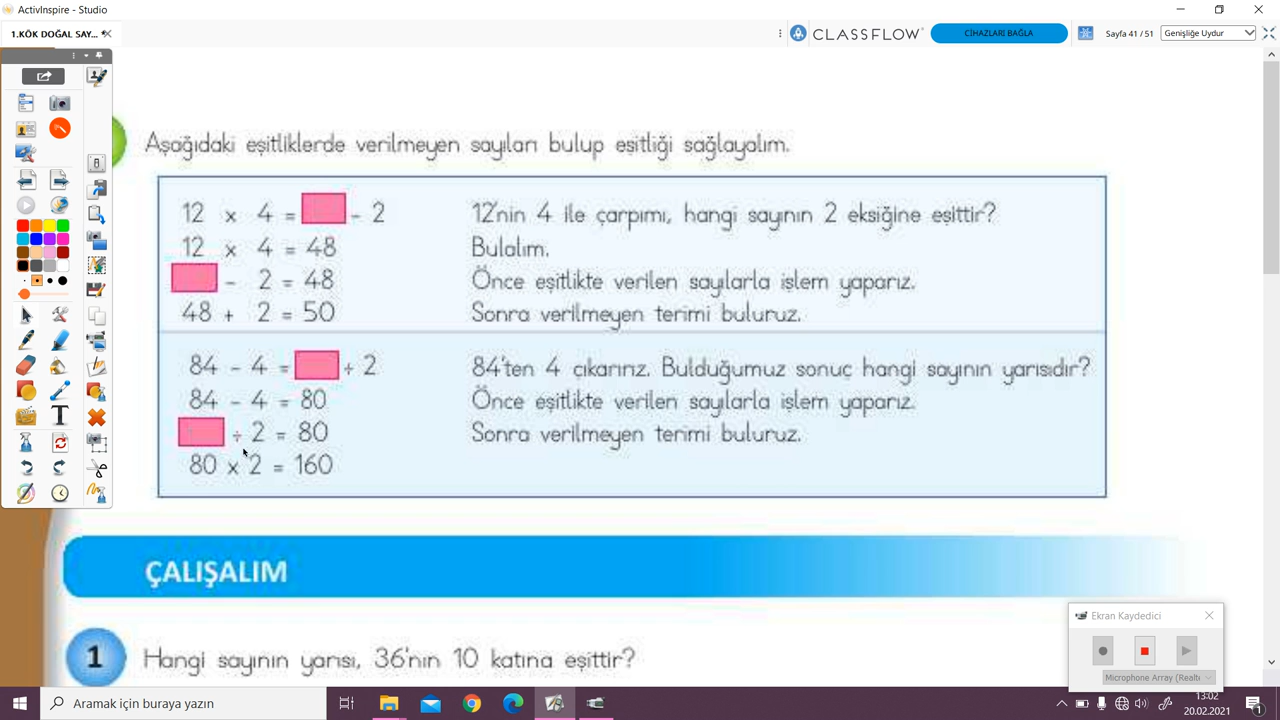 ActivInspire - Studio
1.KÖK DOĞAL SAY...
CLASSFLOW
CİHAZLARI BAĞLA
Sayfa 41 / 51
Genişliğe Uydur
Aşağıdaki eşitliklerde verilmeyen sayıları bulup eşitliği sağlayalım.
12 x 4 = - 2
12 x 4 = 48
- 2 = 48
48 + 2 = 50
12'nin 4 ile çarpımı, hangi sayının 2 eksiğine eşittir?
Bulalım.
Önce eşitlikte verilen sayılarla işlem yaparız.
Sonra verilmeyen terimi buluruz.
84 - 4 = ÷ 2
84 - 4 = 80
÷ 2 = 80
80 x 2 = 160
84'ten 4 çıkarırız. Bulduğumuz sonuç hangi sayının yarısıdır?
Önce eşitlikte verilen sayılarla işlem yaparız.
Sonra verilmeyen terimi buluruz.
ÇALIŞALIM
1 Hangi sayının yarısı, 36'nın 10 katına eşittir?
Ekran Kaydedici
Microphone Array (Realte
Aramak için buraya yazın
13:02
20.02.2021
1